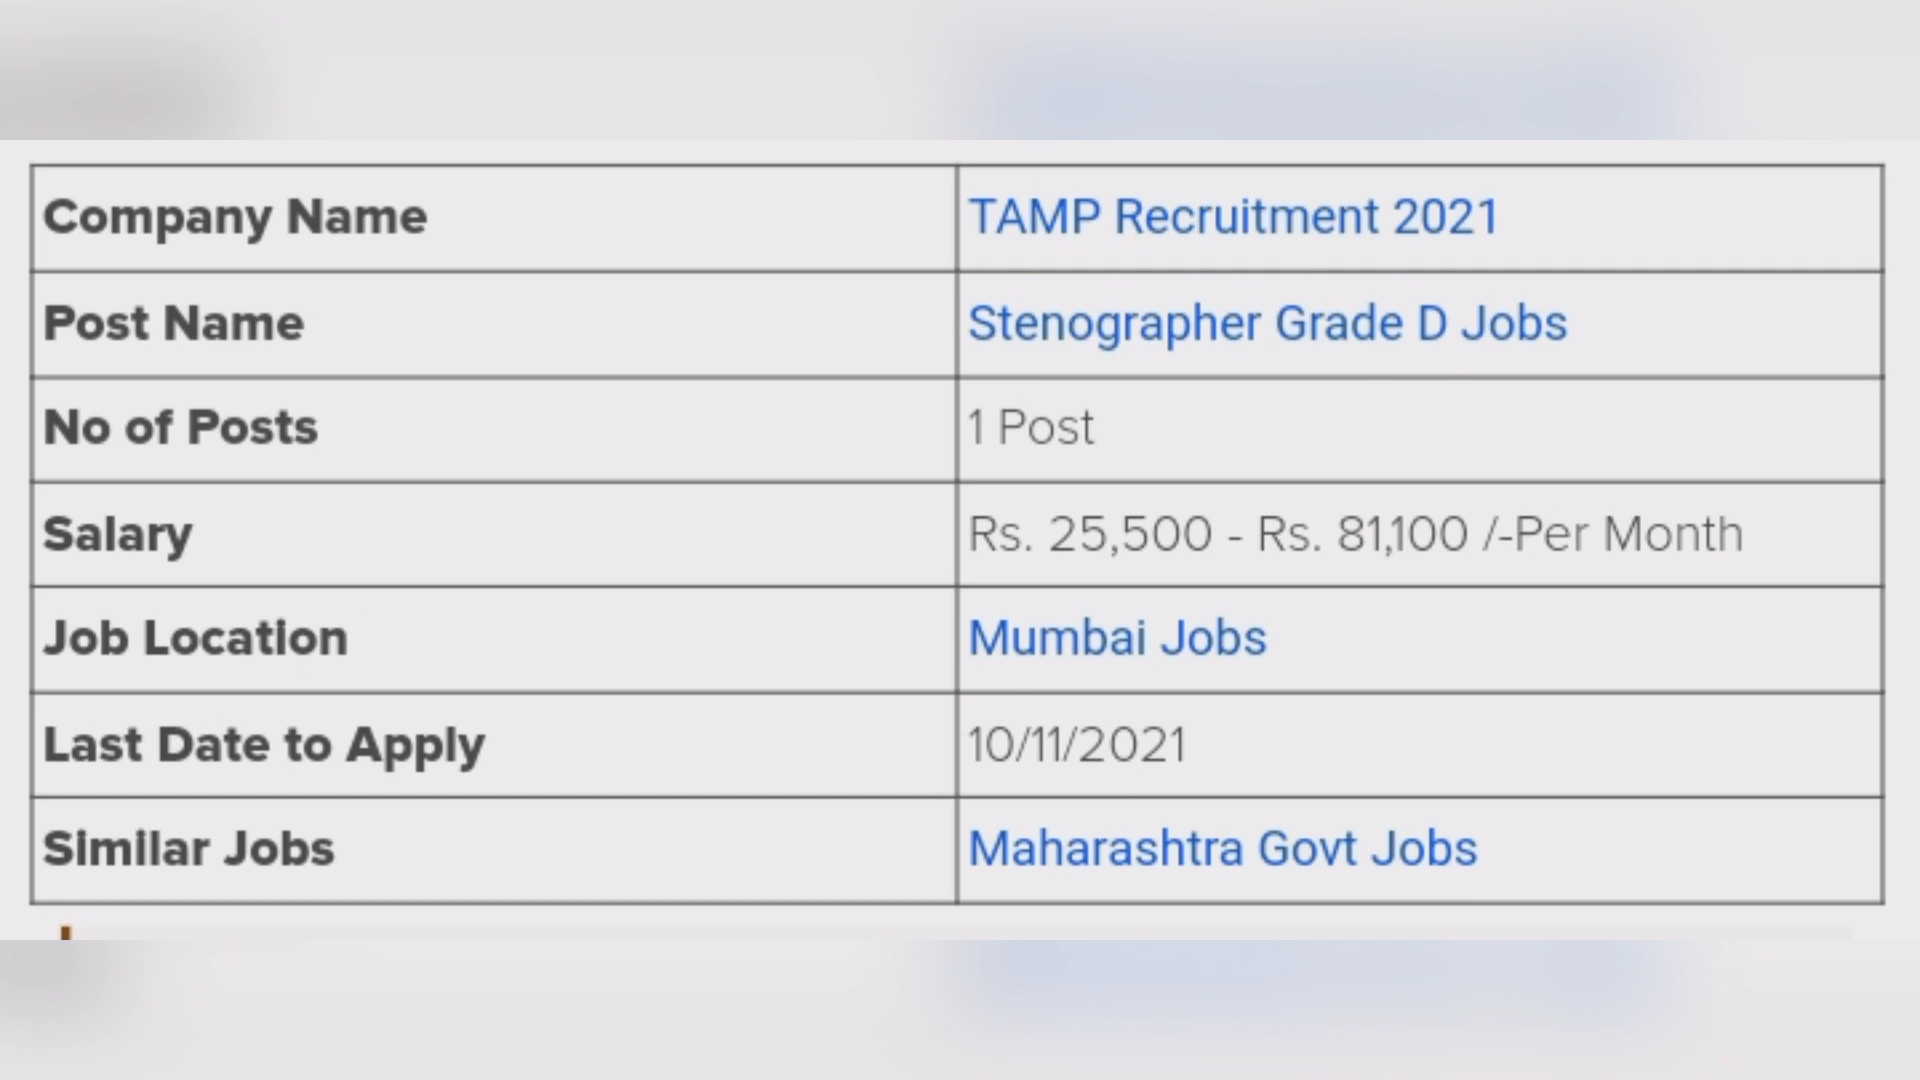 Company Name TAMP Recruitment 2021
Post Name Stenographer Grade D Jobs
No of Posts 1 Post
Salary Rs. 25,500 - Rs. 81,100 /-Per Month
Job Location Mumbai Jobs
Last Date to Apply 10/11/2021
Similar Jobs Maharashtra Govt Jobs